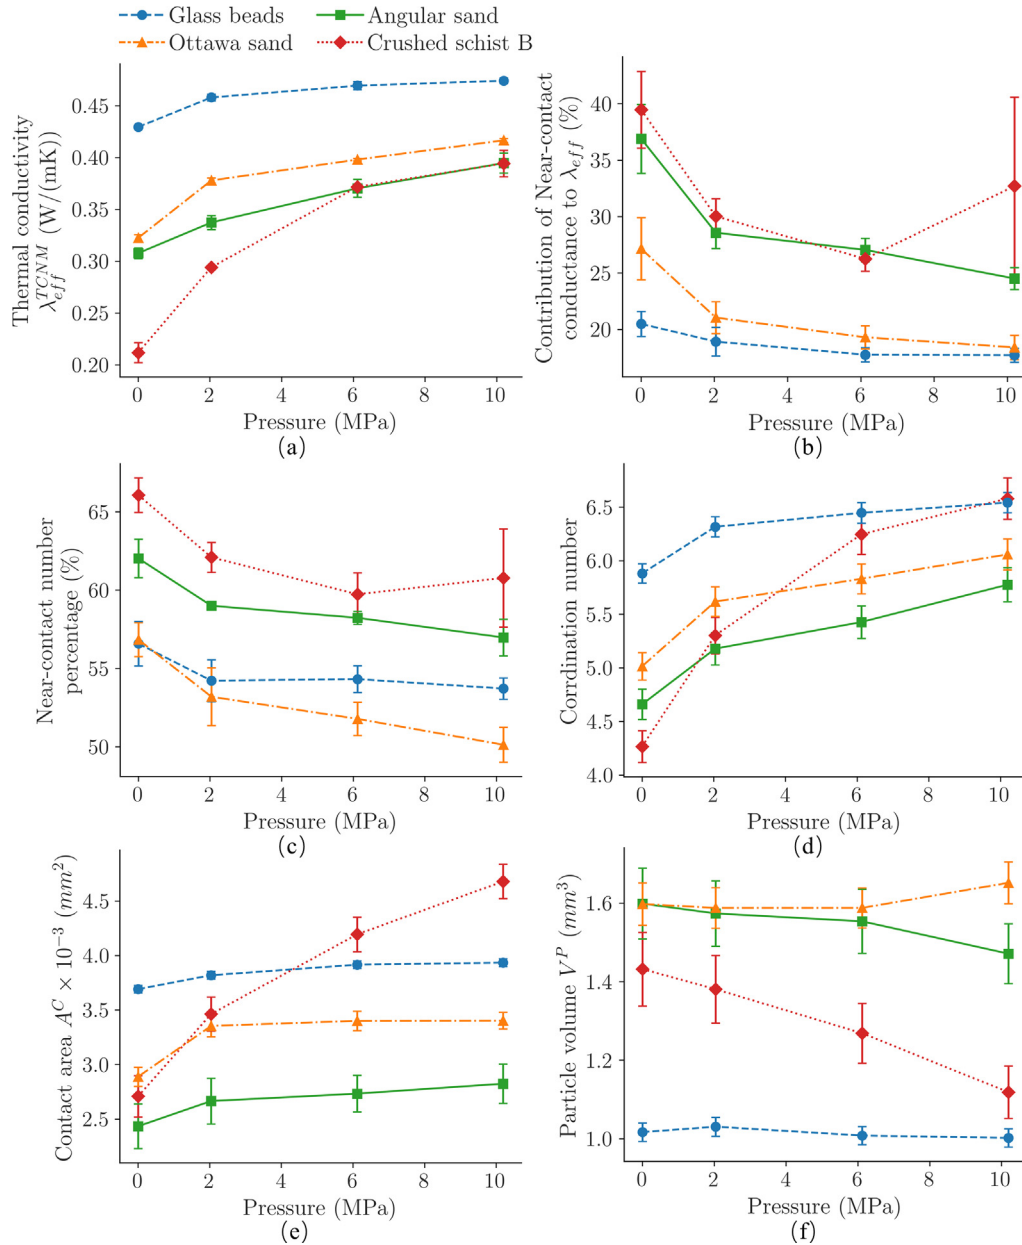 Glass beads
Angular sand
Ottawa sand
Crushed schist B
Thermal conductivity
λ_{eff}^{TCNM} (W/(mK))
0.45
0.40
0.35
0.30
0.25
0.20
0 2 4 6 8 10
Pressure (MPa)
(a)
Contribution of Near-contact
conductance to λ_{eff} (%)
40
35
30
25
20
0 2 4 6 8 10
Pressure (MPa)
(b)
Near-contact number
percentage (%)
65
60
55
50
0 2 4 6 8 10
Pressure (MPa)
(c)
Corrdination number
6.5
6.0
5.5
5.0
4.5
4.0
0 2 4 6 8 10
Pressure (MPa)
(d)
Contact area A^C × 10^{-3} (mm^2)
4.5
4.0
3.5
3.0
2.5
0 2 4 6 8 10
Pressure (MPa)
(e)
Particle volume V^P (mm^3)
1.6
1.4
1.2
1.0
0 2 4 6 8 10
Pressure (MPa)
(f)